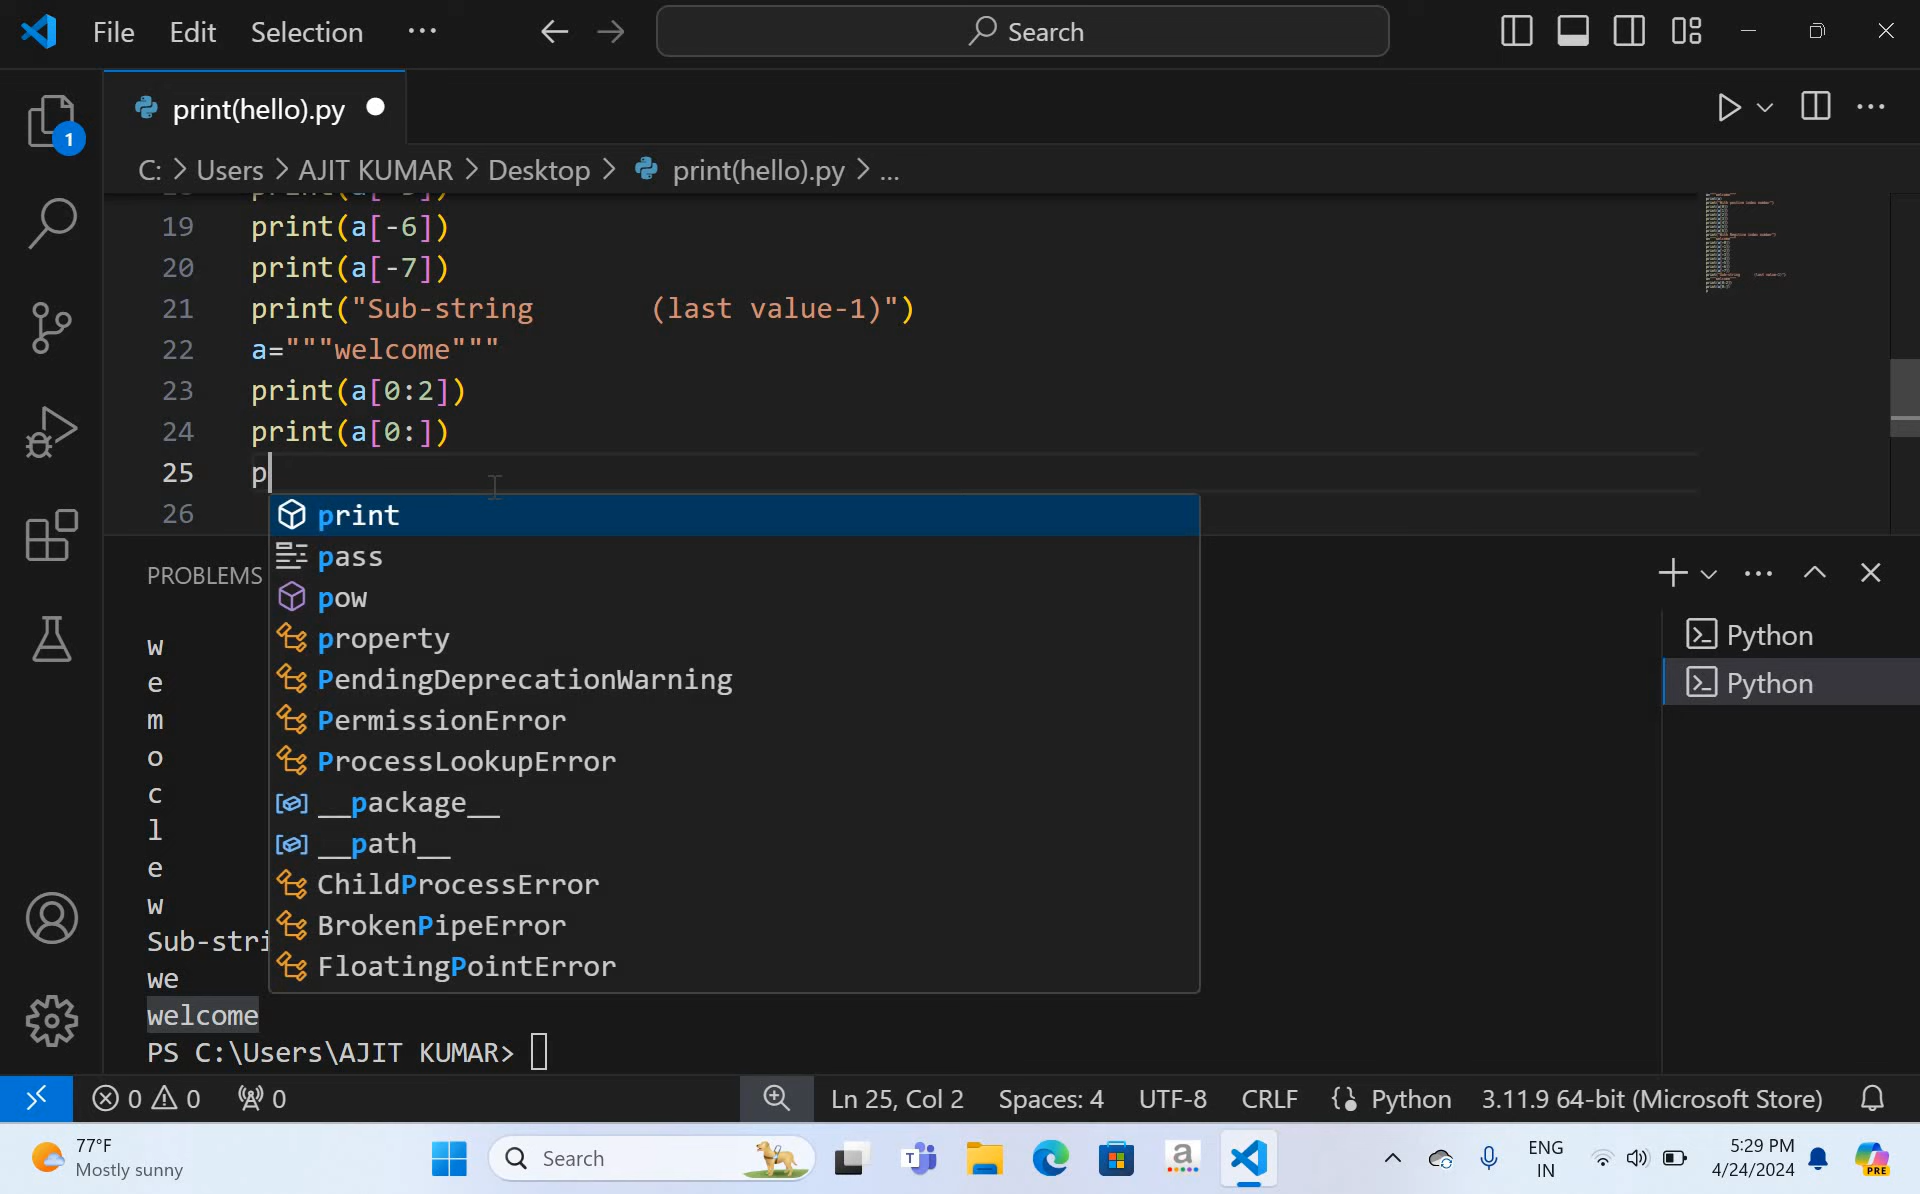 File Edit Selection ··· Search
print(hello).py
C: > Users > AJIT KUMAR > Desktop > print(hello).py > ...
19 print(a[-6])
20 print(a[-7])
21 print("Sub-string       (last value-1)")
22 a="""welcome"""
23 print(a[0:2])
24 print(a[0:])
25 p
26
print
pass
pow
property
PendingDeprecationWarning
PermissionError
ProcessLookupError
__package__
__path__
ChildProcessError
BrokenPipeError
FloatingPointError
1
PROBLEMS
w
e
m
o
c
l
e
w
Sub-stri
we
welcome
PS C:\Users\AJIT KUMAR>
Python
Python
0 0 0 Ln 25, Col 2 Spaces: 4 UTF-8 CRLF Python 3.11.9 64-bit (Microsoft Store)
77°F
Mostly sunny
Search
T
a
ENG
IN
5:29 PM
4/24/2024
PRE